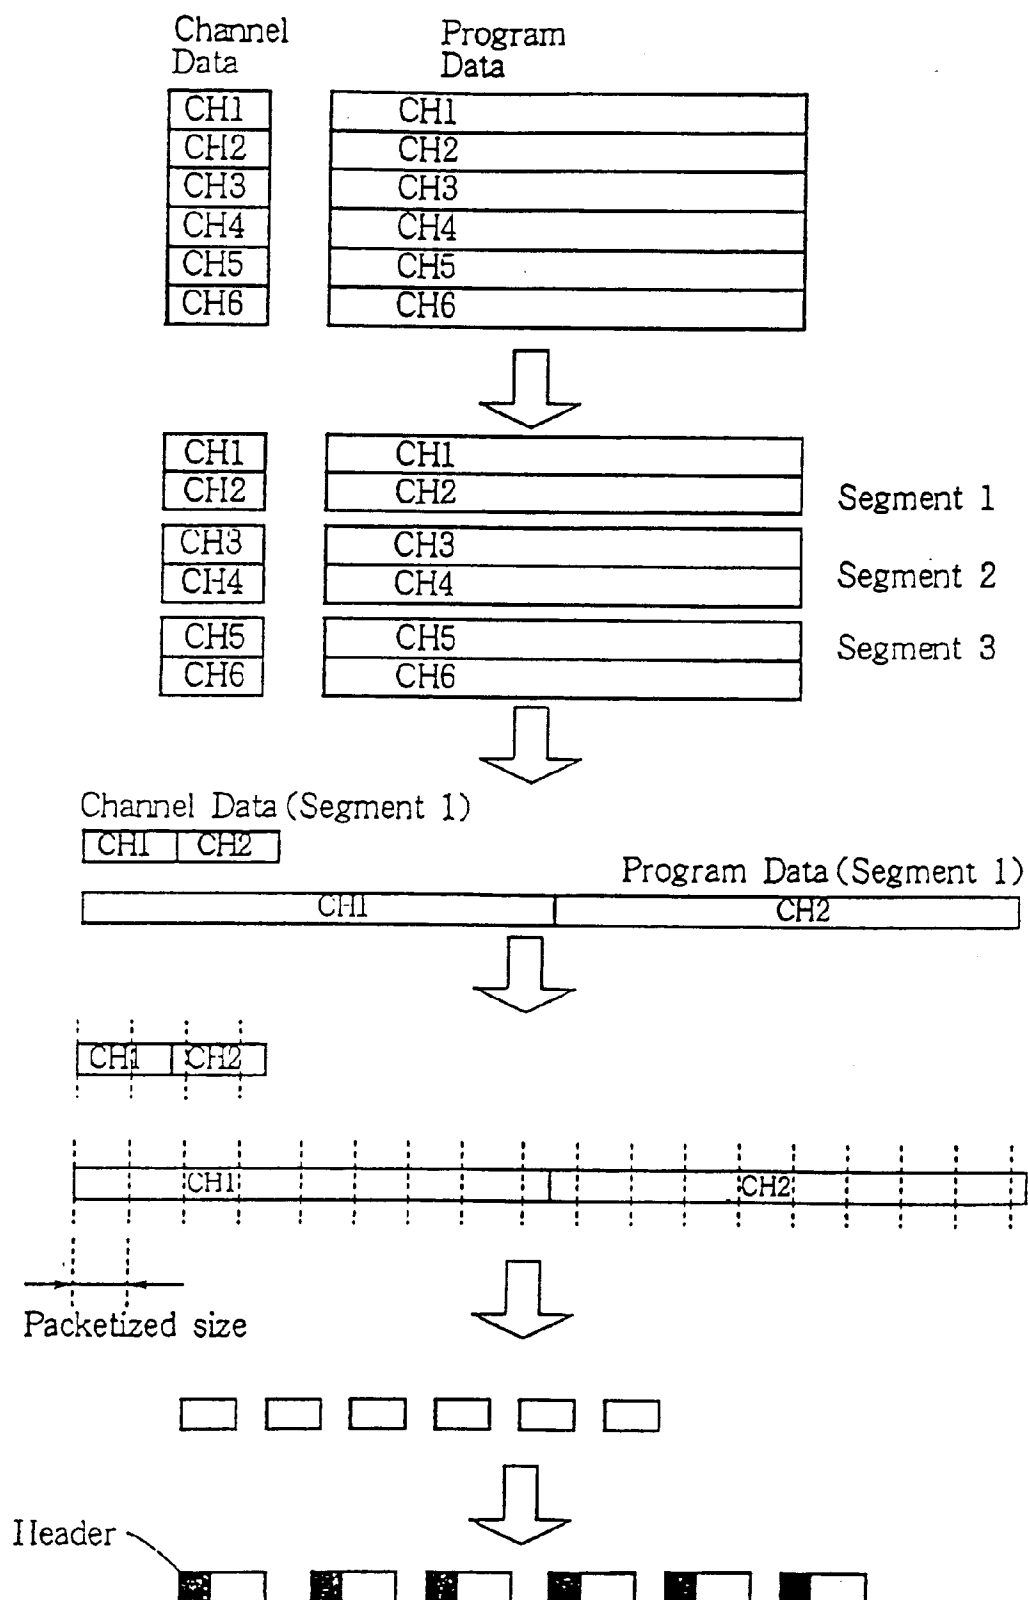 Channel Data
Program Data
CH1 CH1
CH2 CH2
CH3 CH3
CH4 CH4
CH5 CH5
CH6 CH6
CH1 CH1
CH2 CH2
Segment 1
CH3 CH3
CH4 CH4
Segment 2
CH5 CH5
CH6 CH6
Segment 3
Channel Data (Segment 1)
CH1 CH2
Program Data (Segment 1)
CH1 CH2
CH1 CH2
CH1 CH2
Packetized size
Header